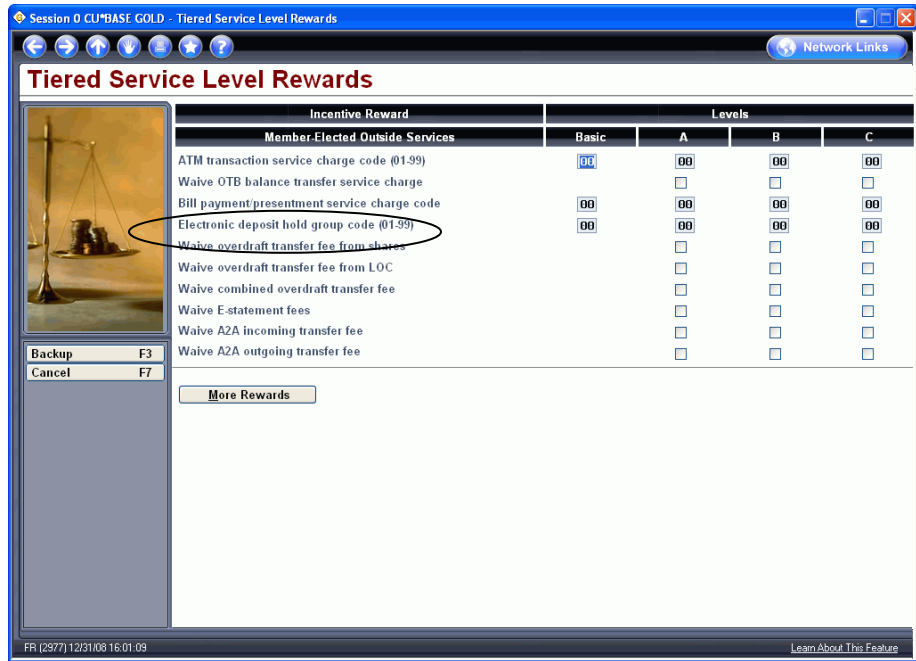 Session 0 CU*BASE GOLD - Tiered Service Level Rewards
Network Links
Tiered Service Level Rewards
Incentive Reward Levels
Member-Elected Outside Services Basic A B C
ATM transaction service charge code (01-99) 00 00 00 00
Waive OTB balance transfer service charge
Bill payment/presentment service charge code 00 00 00 00
Electronic deposit hold group code (01-99) 00 00 00 00
Waive overdraft transfer fee from shares
Waive overdraft transfer fee from LOC
Waive combined overdraft transfer fee
Waive E-statement fees
Waive A2A incoming transfer fee
Waive A2A outgoing transfer fee
Backup F3
Cancel F7
More Rewards
FR (2977) 12/31/08 16:01:09
Learn About This Feature